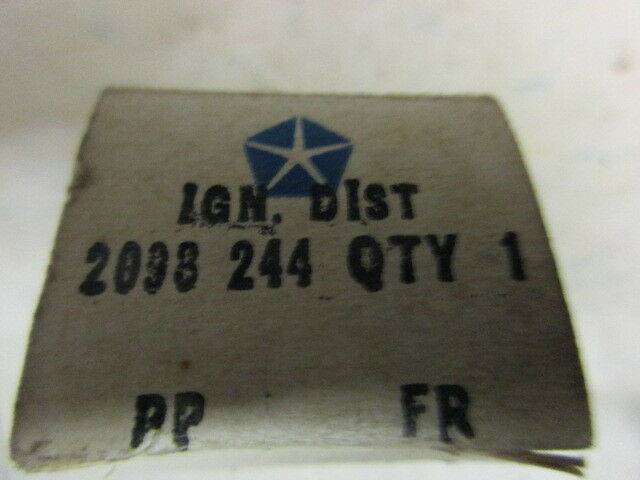 IGN. DIST
2098 244 QTY 1
PP FR